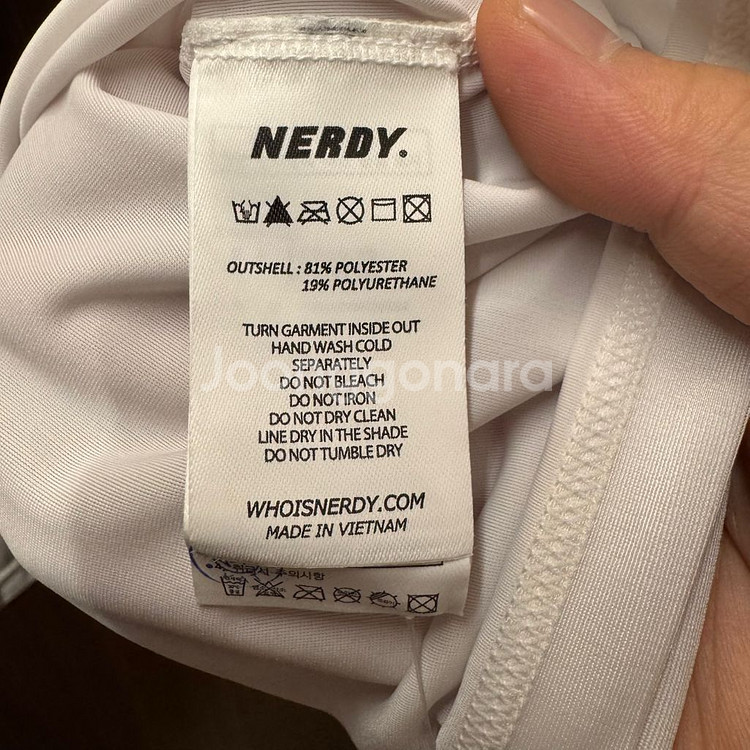 NERDY.
OUTSHELL : 81% POLYESTER
19% POLYURETHANE
TURN GARMENT INSIDE OUT
HAND WASH COLD
SEPARATELY
DO NOT BLEACH
DO NOT IRON
DO NOT DRY CLEAN
LINE DRY IN THE SHADE
DO NOT TUMBLE DRY
WHOISNERDY.COM
MADE IN VIETNAM
Joonggonara